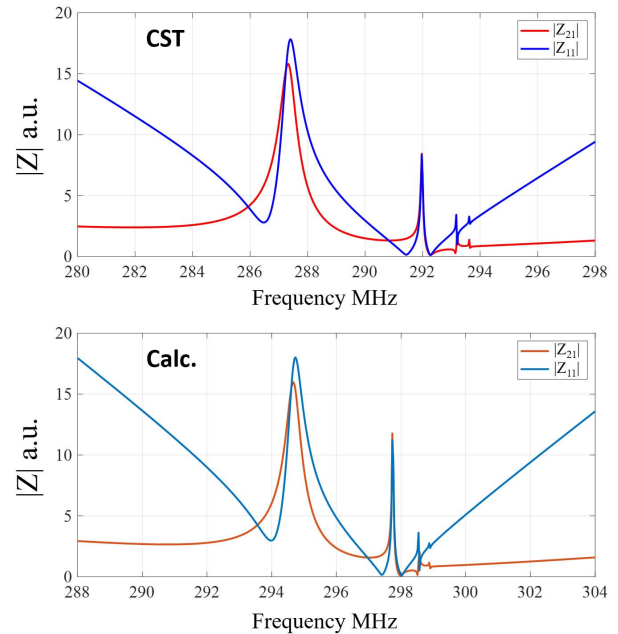 CST
|Z21|
|Z11|
20
15
10
5
0
|Z| a.u.
280 282 284 286 288 290 292 294 296 298
Frequency MHz
Calc.
|Z21|
|Z11|
20
15
10
5
0
|Z| a.u.
288 290 292 294 296 298 300 302 304
Frequency MHz